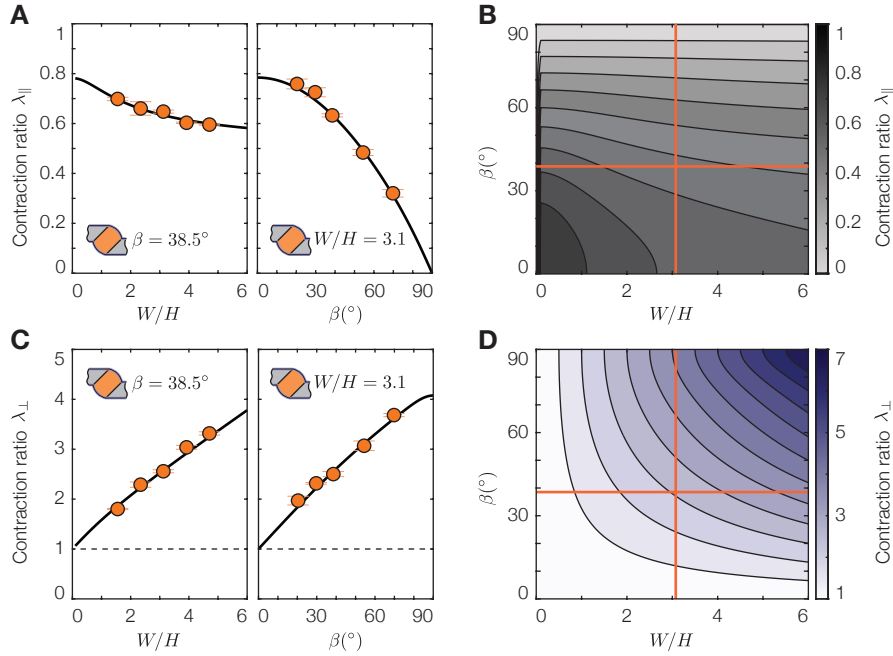 A
Contraction ratio λ∥
1
0.8
0.6
0.4
0.2
0
β = 38.5°
0 2 4 6
W/H
W/H = 3.1
0 30 60 90
β(°)
B
β(°)
90
60
30
0
0 2 4 6
W/H
1
0.8
0.6
0.4
0.2
0
Contraction ratio λ∥
C
Contraction ratio λ⊥
5
4
3
2
1
0
β = 38.5°
0 2 4 6
W/H
W/H = 3.1
0 30 60 90
β(°)
D
β(°)
90
60
30
0
0 2 4 6
W/H
7
5
3
1
Contraction ratio λ⊥